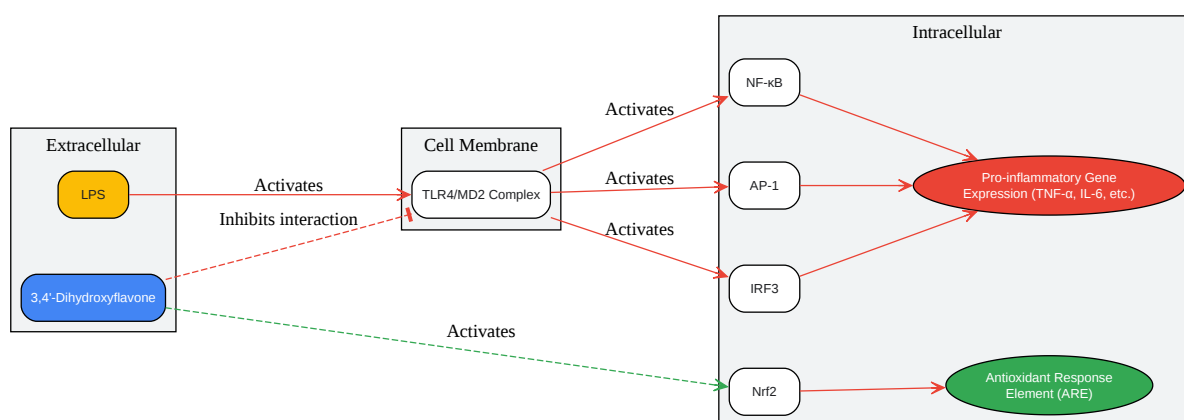 Intracellular
NF-κB
Activates
Extracellular
Cell Membrane
LPS
Activates
TLR4/MD2 Complex
Activates
AP-1
Pro-inflammatory Gene
Expression (TNF-α, IL-6, etc.)
Inhibits interaction
Activates
3,4'-Dihydroxyflavone
IRF3
Activates
Nrf2
Antioxidant Response
Element (ARE)